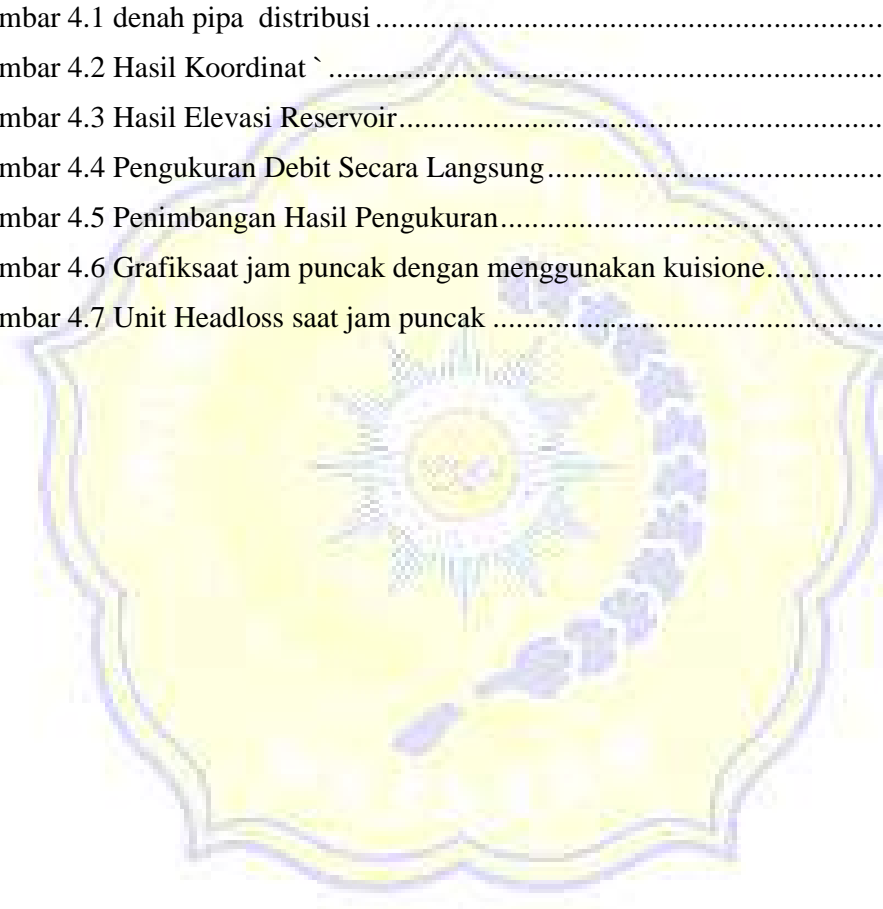 mbar 4.1 denah pipa  distribusi ........................................................................
mbar 4.2 Hasil Koordinat ` ..............................................................................
mbar 4.3 Hasil Elevasi Reservoir.....................................................................
mbar 4.4 Pengukuran Debit Secara Langsung ................................................
mbar 4.5 Penimbangan Hasil Pengukuran.......................................................
mbar 4.6 Grafiksaat jam puncak dengan menggunakan kuisione...................
mbar 4.7 Unit Headloss saat jam puncak ........................................................